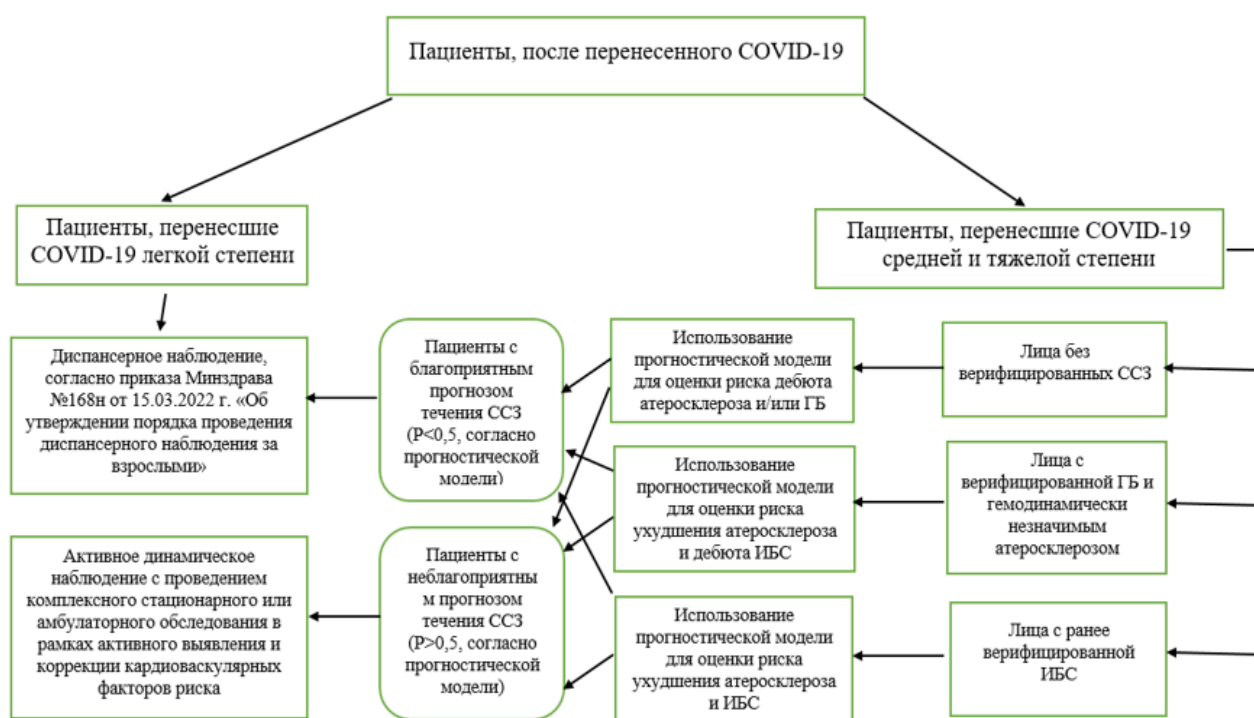 Пациенты, после перенесенного COVID-19
Пациенты, перенесшие
COVID-19 легкой степени
Пациенты, перенесшие COVID-19
средней и тяжелой степени
Диспансерное наблюдение,
согласно приказа Минздрава
№168н от 15.03.2022 г. «Об
утверждении порядка проведения
диспансерного наблюдения за
взрослыми»
Пациенты с
благоприятным
прогнозом
течения ССЗ
(P<0,5, согласно
прогностической
модели)
Использование
прогностической модели
для оценки риска дебюта
атеросклероза и/или ГБ
Лица без
верифицированных ССЗ
Использование
прогностической модели
для оценки риска
ухудшения атеросклероза
и дебюта ИБС
Лица с
верифицированной ГБ и
гемодинамически
незначимым
атеросклерозом
Активное динамическое
наблюдение с проведением
комплексного стационарного или
амбулаторного обследования в
рамках активного выявления и
коррекции кардиоваскулярных
факторов риска
Пациенты с
неблагоприятны
м прогнозом
течения ССЗ
(P>0,5, согласно
прогностической
модели)
Использование
прогностической модели
для оценки риска
ухудшения атеросклероза
и ИБС
Лица с ранее
верифицированной
ИБС